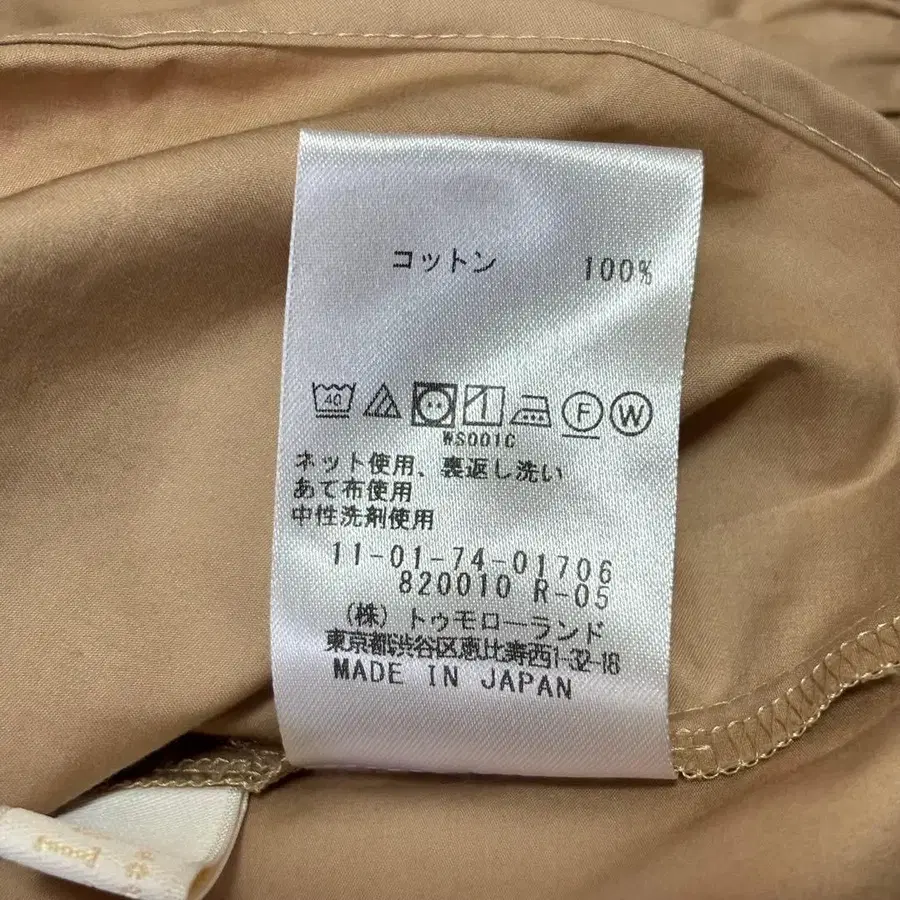 コットン 100%
40 F W
WS001C
ネット使用、裏返し洗い
あて布使用
中性洗剤使用
11-01-74-01706
820010 R-05
(株) トゥモローランド
東京都渋谷区恵比寿西1-32-18
MADE IN JAPAN